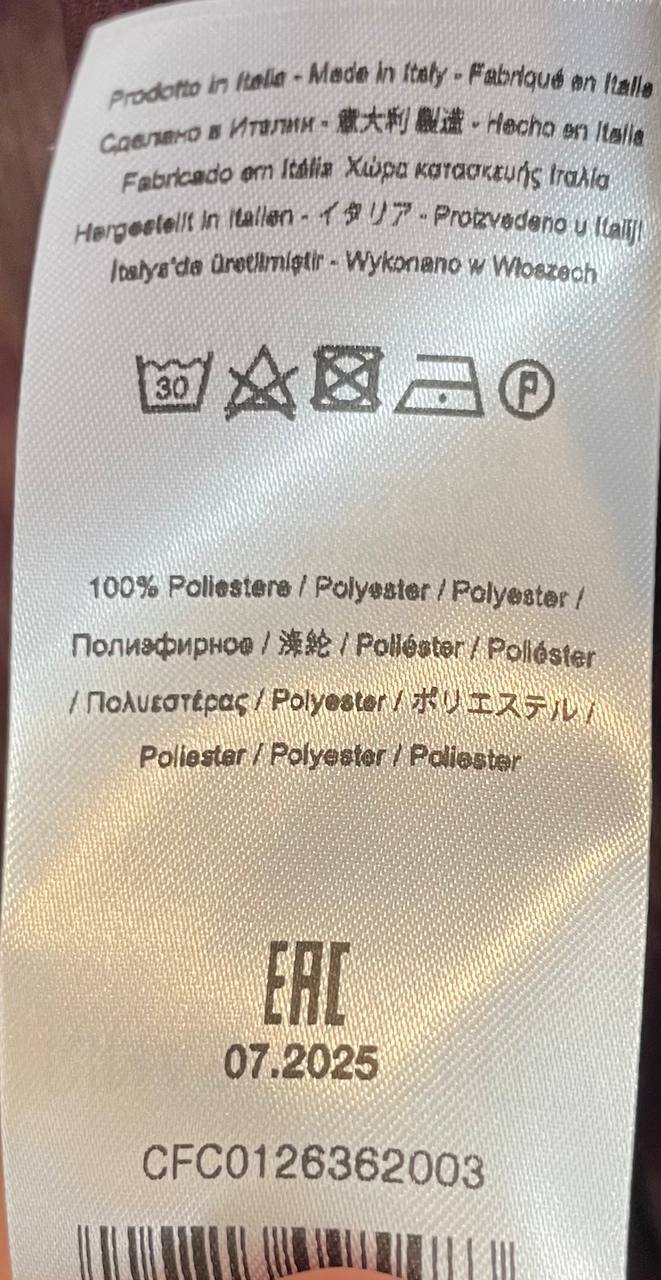 Prodotto in Italia - Made in Italy - Fabriqué en Italie
Сделано в Италии - 意大利 製造 - Hecho en Italia
Fabricado em Itália Χώρα κατασκευής Ιταλία
Hergestellt in Italien - イタリア - Proizvedeno u Italiji
İtalya'da üretilmiştir - Wykonano w Włoszech
30 P
100% Poliestere / Polyester / Polyester /
Полиэфирное / 滌綸 / Poliéster / Poliéster
/ Πολυεστέρας / Polyester / ポリエステル /
Poliester / Polyester / Poliester
EAC
07.2025
CFC0126362003